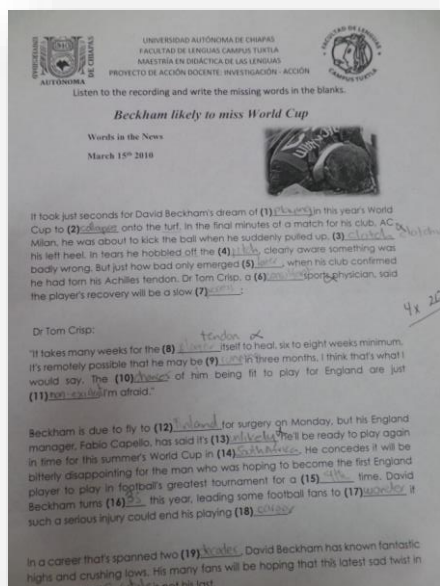 UNIVERSIDAD AUTÓNOMA DE CHIAPAS
FACULTAD DE LENGUAS CAMPUS TUXTLA
MAESTRÍA EN DIDÁCTICA DE LAS LENGUAS
PROYECTO DE ACCIÓN DOCENTE: INVESTIGACIÓN - ACCIÓN
AUTÓNOMA
FACULTAD DE LENGUAS
CAMPUS TUXTLA
Listen to the recording and write the missing words in the blanks.
Beckham likely to miss World Cup
Words in the News
March 15th 2010
It took just seconds for David Beckham's dream of (1) playing in this year's World
Cup to (2) collapse onto the turf. In the final minutes of a match for his club, AC
Milan, he was about to kick the ball when he suddenly pulled up, (3)
his left heel. In tears he hobbled off the (4) pitch, clearly aware something was
badly wrong. But just how bad only emerged (5) later, when his club confirmed
he had torn his Achilles tendon. Dr Tom Crisp, a (6) sports physician, said
the player's recovery will be a slow (7)
4x
Dr Tom Crisp:
tendon
"It takes many weeks for the (8) itself to heal, six to eight weeks minimum.
It's remotely possible that he may be (9) in three months, I think that's what I
would say. The (10) chances of him being fit to play for England are just
(11) I'm afraid."
Beckham is due to fly to (12) for surgery on Monday, but his England
manager, Fabio Capello, has said it's (13) he'll be ready to play again
in time for this summer's World Cup in (14) . He concedes it will be
bitterly disappointing for the man who was hoping to become the first England
player to play in football's greatest tournament for a (15) 4th time. David
Beckham turns (16) 35 this year, leading some football fans to (17) wonder if
such a serious injury could end his playing (18) career
In a career that's spanned two (19) , David Beckham has known fantastic
highs and crushing lows. His many fans will be hoping that this latest sad twist in